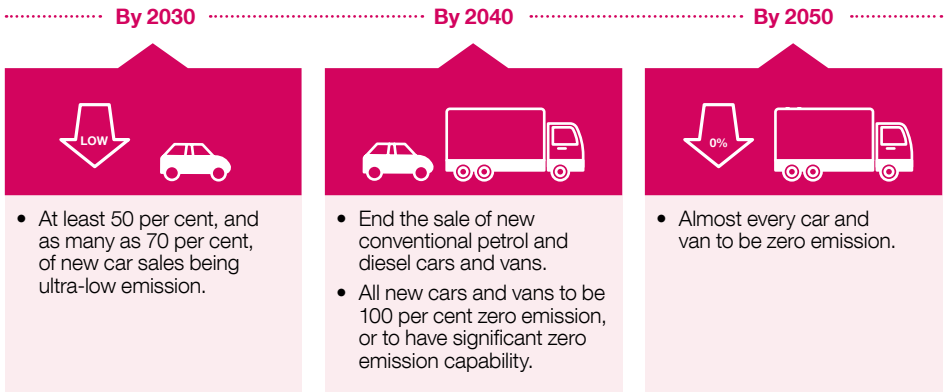 By 2030
By 2040
By 2050
LOW
0%
• At least 50 per cent, and
as many as 70 per cent,
of new car sales being
ultra-low emission.
• End the sale of new
conventional petrol and
diesel cars and vans.
• All new cars and vans to be
100 per cent zero emission,
or to have significant zero
emission capability.
• Almost every car and
van to be zero emission.